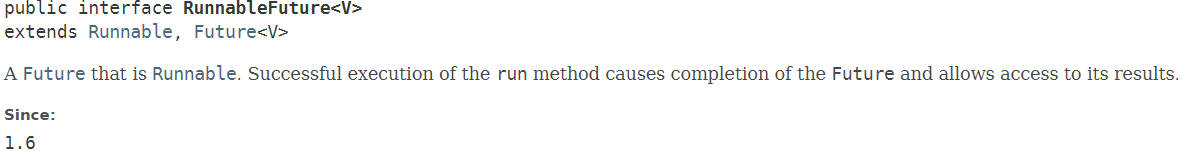 public interface RunnableFuture<V>
extends Runnable, Future<V>
A Future that is Runnable. Successful execution of the run method causes completion of the Future and allows access to its results.
Since:
1.6